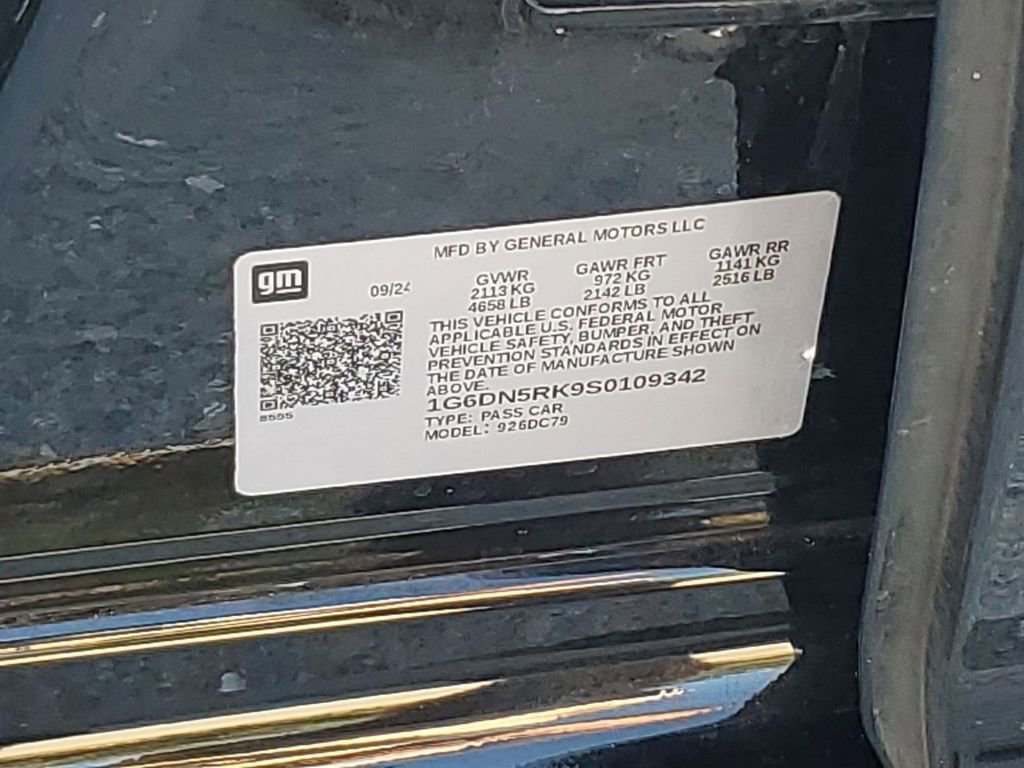 MFD BY GENERAL MOTORS LLC
gm
09/24
GVWR
2113 KG
4658 LB
GAWR FRT
972 KG
2142 LB
GAWR RR
1141 KG
2516 LB
THIS VEHICLE CONFORMS TO ALL
APPLICABLE U.S. FEDERAL MOTOR
VEHICLE SAFETY, BUMPER, AND THEFT
PREVENTION STANDARDS IN EFFECT ON
THE DATE OF MANUFACTURE SHOWN
ABOVE.
1G6DN5RK9S0109342
TYPE: PASS CAR
MODEL: 926DC79
8595